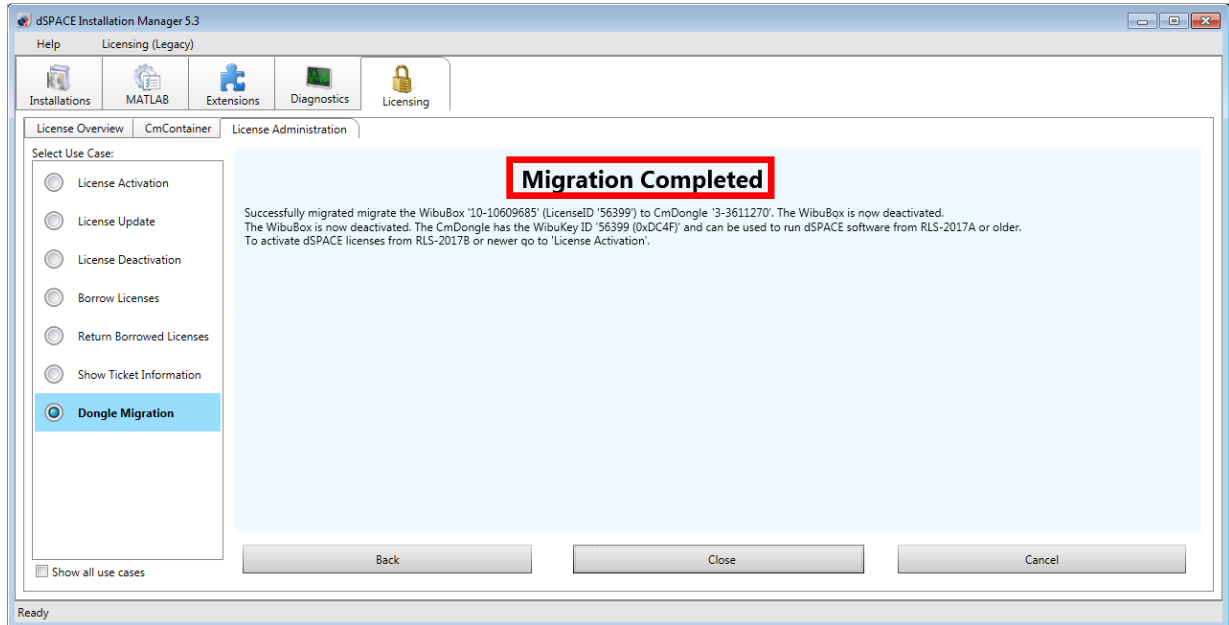 dSPACE Installation Manager 5.3
Help Licensing (Legacy)
Installations MATLAB Extensions Diagnostics Licensing
License Overview CmContainer License Administration
Select Use Case:
License Activation
License Update
License Deactivation
Borrow Licenses
Return Borrowed Licenses
Show Ticket Information
Dongle Migration
Show all use cases
Migration Completed
Successfully migrated migrate the WibuBox '10-10609685' (LicenseID '56399') to CmDongle '3-3611270'. The WibuBox is now deactivated.
The WibuBox is now deactivated. The CmDongle has the WibuKey ID '56399 (0xDC4F)' and can be used to run dSPACE software from RLS-2017A or older.
To activate dSPACE licenses from RLS-2017B or newer go to 'License Activation'.
Back Close Cancel
Ready